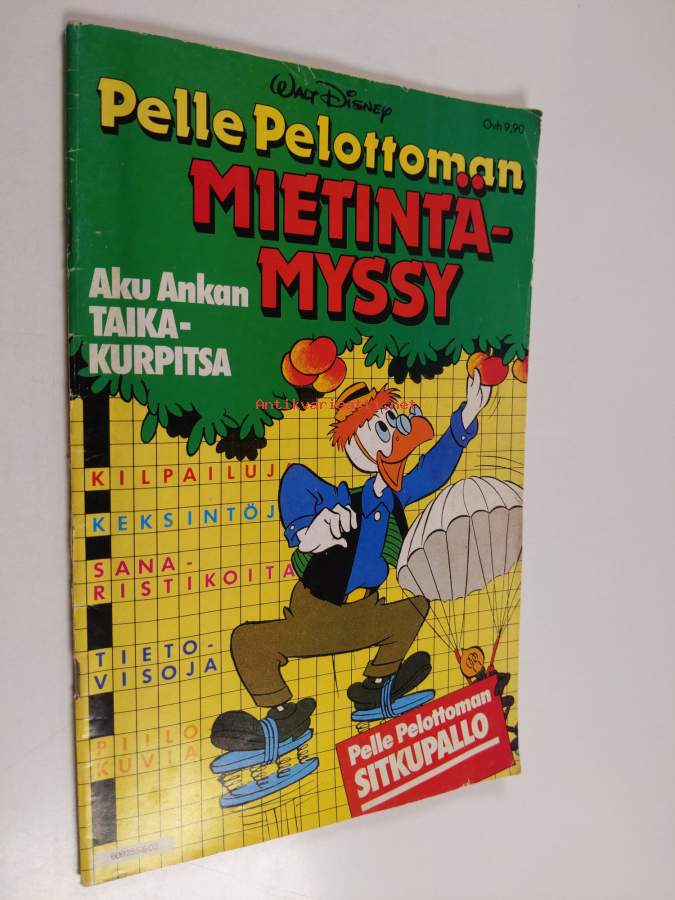 WALT DISNEY
Ovh 9,90
Pelle Pelottoman
MIETINTÄ-
MYSSY
Aku Ankan
TAIKA-
KURPITSA
Antikvariaatti.net
KILPAILUJ
KEKSINTÖJ
SANA-
RISTIKOITA
TIETO-
VISOJA
PIILO-
KUVIA
Pelle Pelottoman
SITKUPALLO